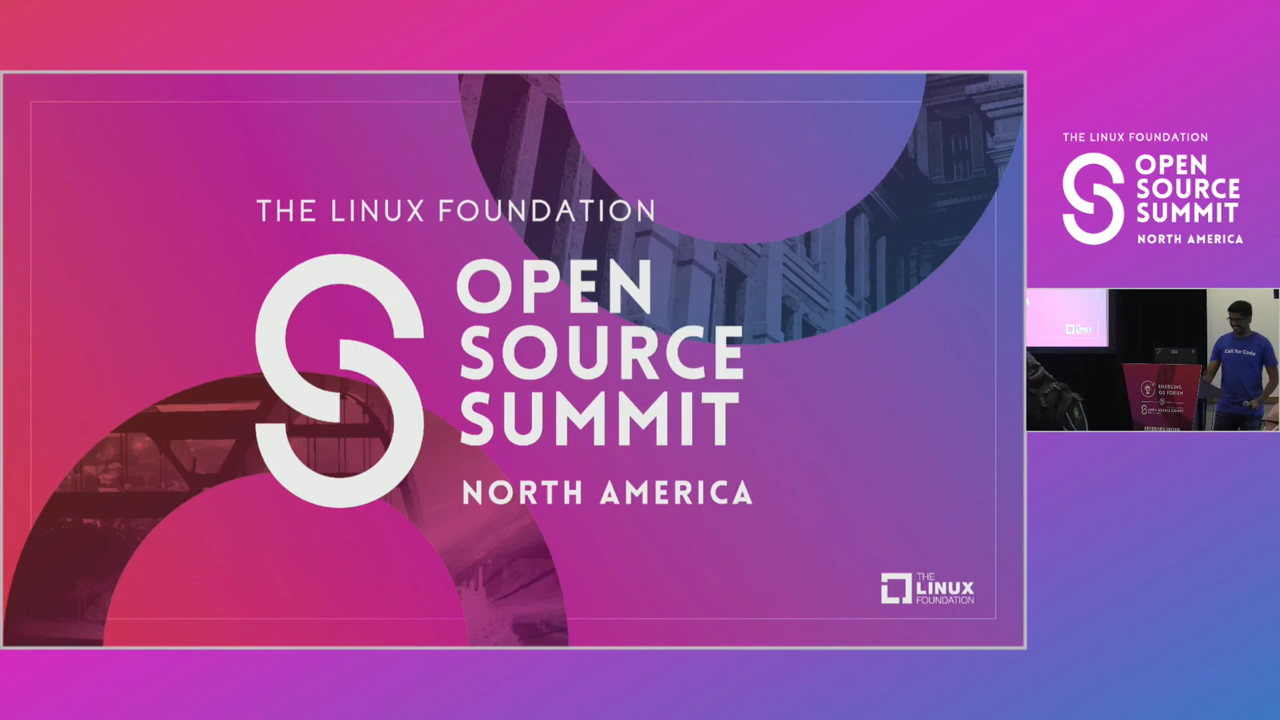 THE LINUX FOUNDATION
OPEN
SOURCE
SUMMIT
NORTH AMERICA
THE
LINUX
FOUNDATION
THE LINUX FOUNDATION
OPEN
SOURCE
SUMMIT
NORTH AMERICA
Call for Code
EMERGING
OS FORUM
OPEN SOURCE SUMMIT